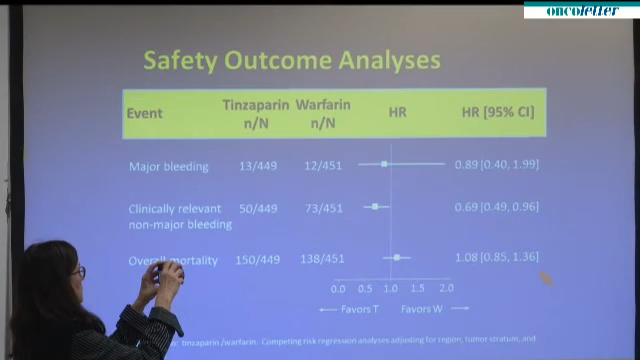 oncoletter
Safety Outcome Analyses
Event Tinzaparin n/N Warfarin n/N HR HR [95% CI]
Major bleeding 13/449 12/451 0.89 [0.40, 1.99]
Clinically relevant non-major bleeding 50/449 73/451 0.69 [0.49, 0.96]
Overall mortality 150/449 138/451 1.08 [0.85, 1.36]
0.0 0.5 1.0 1.5 2.0
Favors T Favors W
tinzaparin /warfarin. Competing risk regression analyses adjusting for region, tumor stratum, and